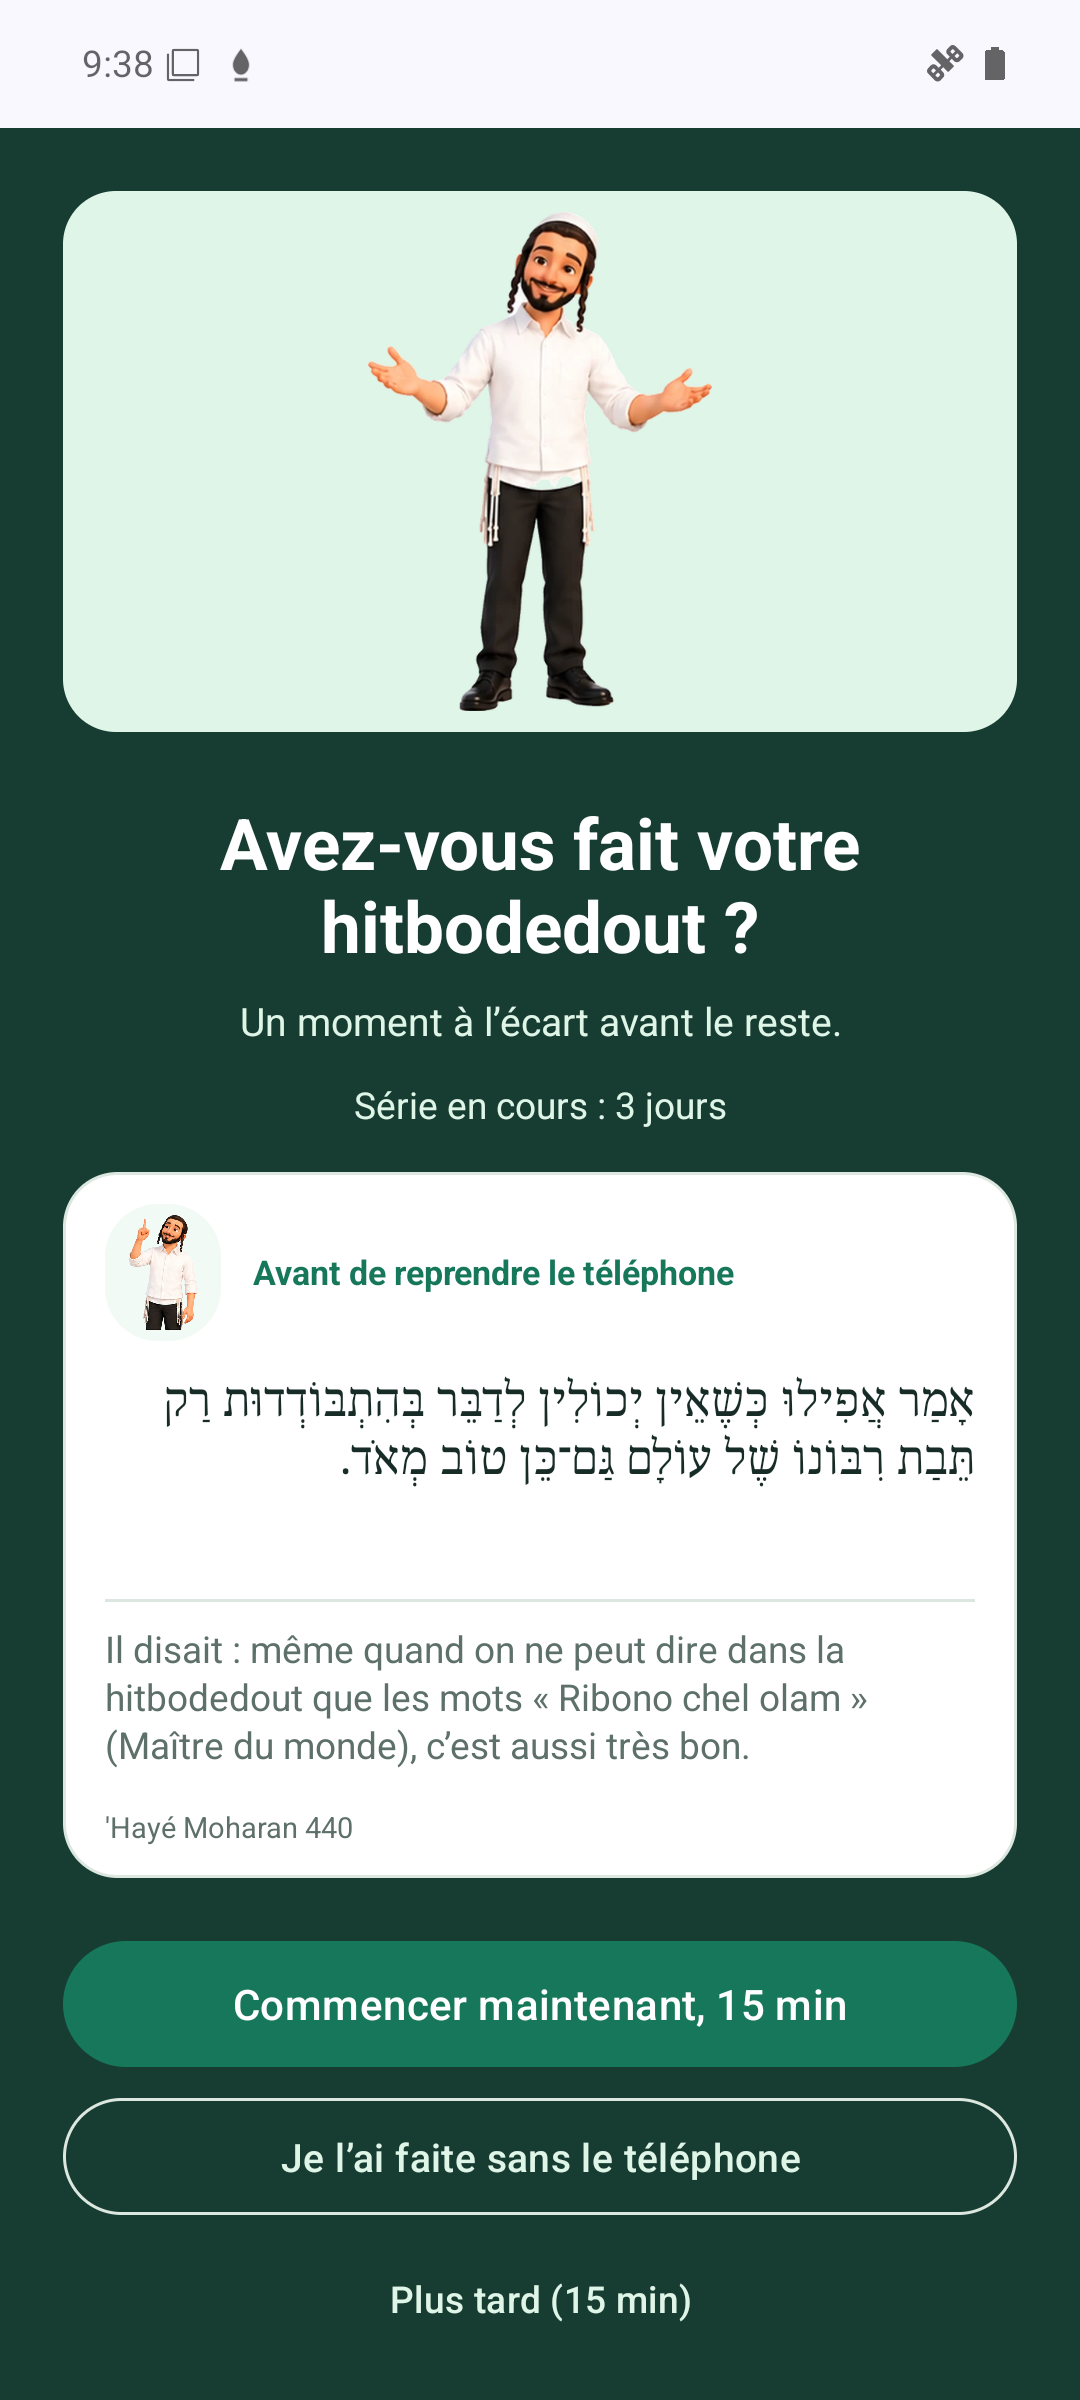 9:38
Avez-vous fait votre
hitbodedout ?
Un moment à l’écart avant le reste.
Série en cours : 3 jours
Avant de reprendre le téléphone
אָמַר אֲפִילוּ כְּשֶׁאֵין יְכוֹלִין לְדַבֵּר בְּהִתְבּוֹדְדוּת רַק
תֵּבַת רִבּוֹנוֹ שֶׁל עוֹלָם גַּם־כֵּן טוֹב מְאֹד.
Il disait : même quand on ne peut dire dans la
hitbodedout que les mots « Ribono chel olam »
(Maître du monde), c’est aussi très bon.
'Hayé Moharan 440
Commencer maintenant, 15 min
Je l’ai faite sans le téléphone
Plus tard (15 min)